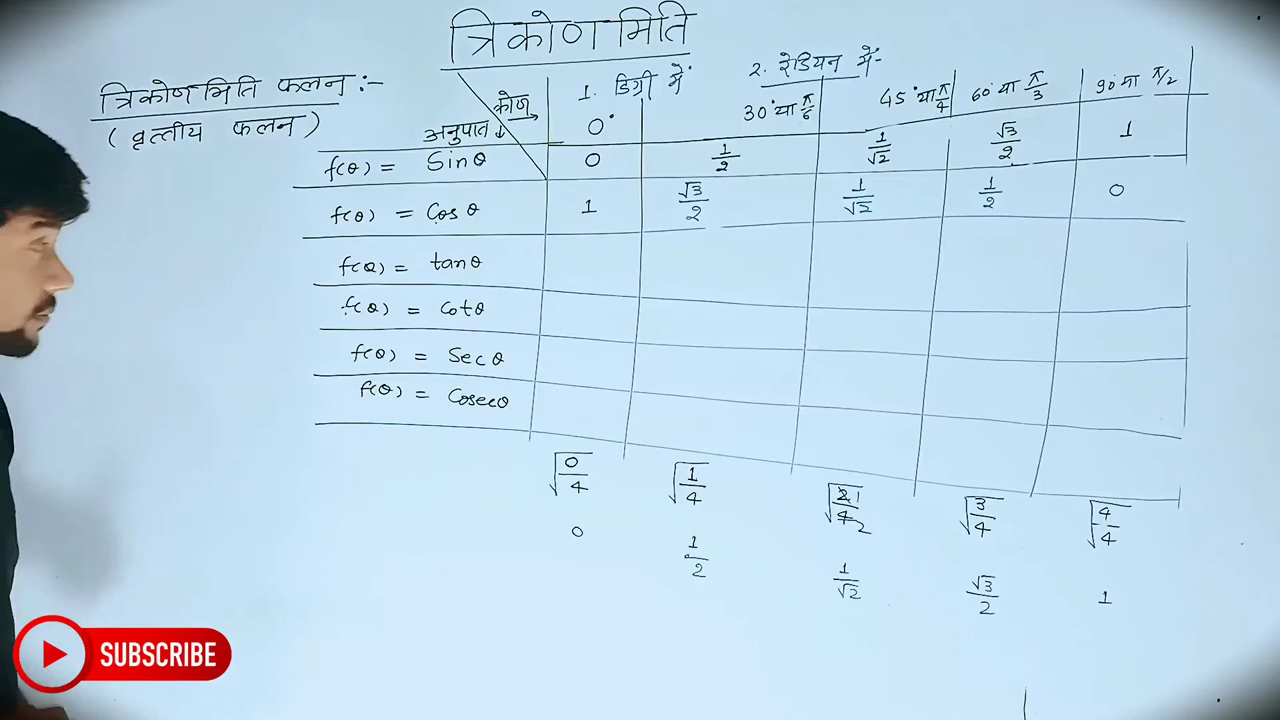 त्रिकोणमिति
त्रिकोणमिति फलन :-
(वृत्तीय फलन)
कोण →
अनुपात ↓
1. डिग्री में
2. रेडियन में -
0° 30° या π/6 45° या π/4 60° या π/3 90° या π/2
f(θ) = Sinθ 0 1/2 1/√2 √3/2 1
f(θ) = Cosθ 1 √3/2 1/√2 1/2 0
f(θ) = tanθ
f(θ) = Cotθ
f(θ) = Secθ
f(θ) = Cosecθ
√0/4 √1/4 √2/4 1 2 √3/4 √4/4
0 1/2 1/√2 √3/2 1
SUBSCRIBE